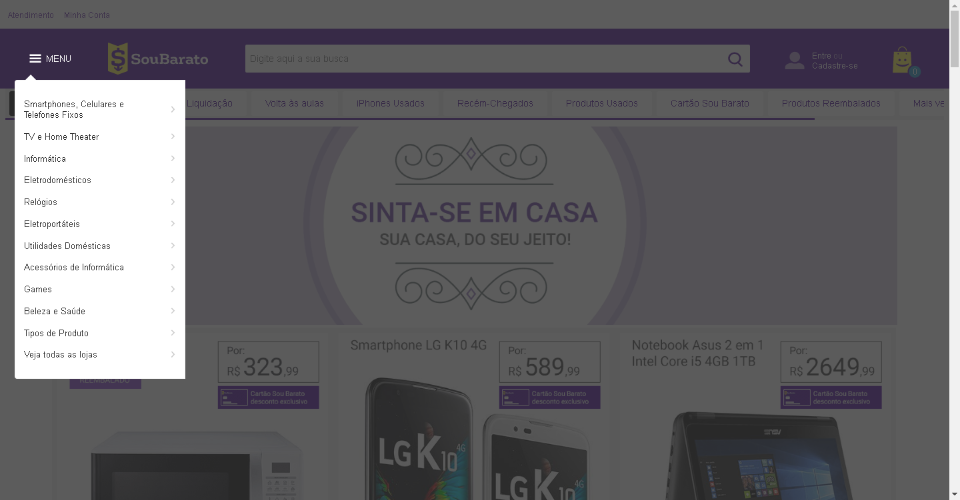 Atendimento
Minha Conta
MENU
SouBarato
Digite aqui a sua busca
Entre ou
Cadastre-se
0
Liquidação
Volta às aulas
iPhones Usados
Recém-Chegados
Produtos Usados
Cartão Sou Barato
Produtos Reembalados
Mais ve
Smartphones, Celulares e
Telefones Fixos
TV e Home Theater
Informática
Eletrodomésticos
Relógios
Eletroportáteis
Utilidades Domésticas
Acessórios de Informática
Games
Beleza e Saúde
Tipos de Produto
Veja todas as lojas
SINTA-SE EM CASA
SUA CASA, DO SEU JEITO!
Por:
R$ 323,99
Cartão Sou Barato
desconto exclusivo
REEMBALADO
Smartphone LG K10 4G
Por:
R$ 589,99
Cartão Sou Barato
desconto exclusivo
LG K10 4G
LG K10 4G
Notebook Asus 2 em 1
Intel Core i5 4GB 1TB
Por:
R$ 2649,99
Cartão Sou Barato
desconto exclusivo
ASUS